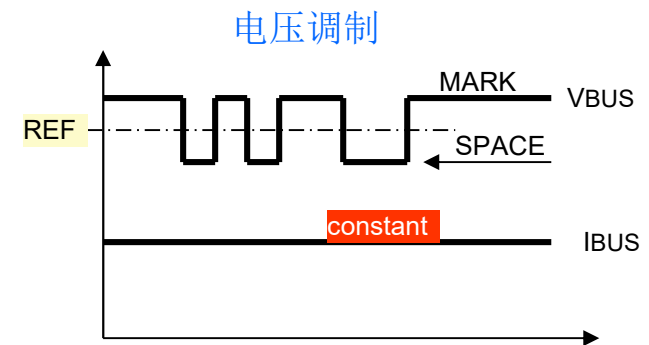 电压调制
MARK
VBUS
REF
SPACE
constant
IBUS